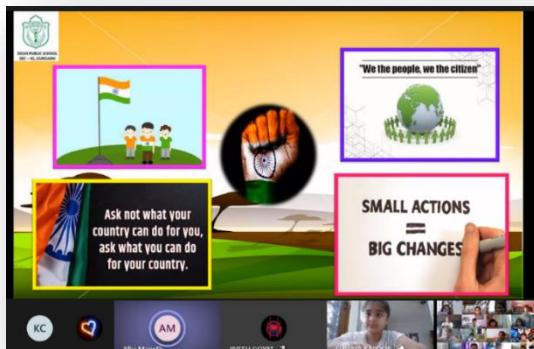 "We the people, we the citizen"
Ask not what your
country can do for you,
ask what you can do
for your country.
SMALL ACTIONS
=
BIG CHANGES
KC
AM